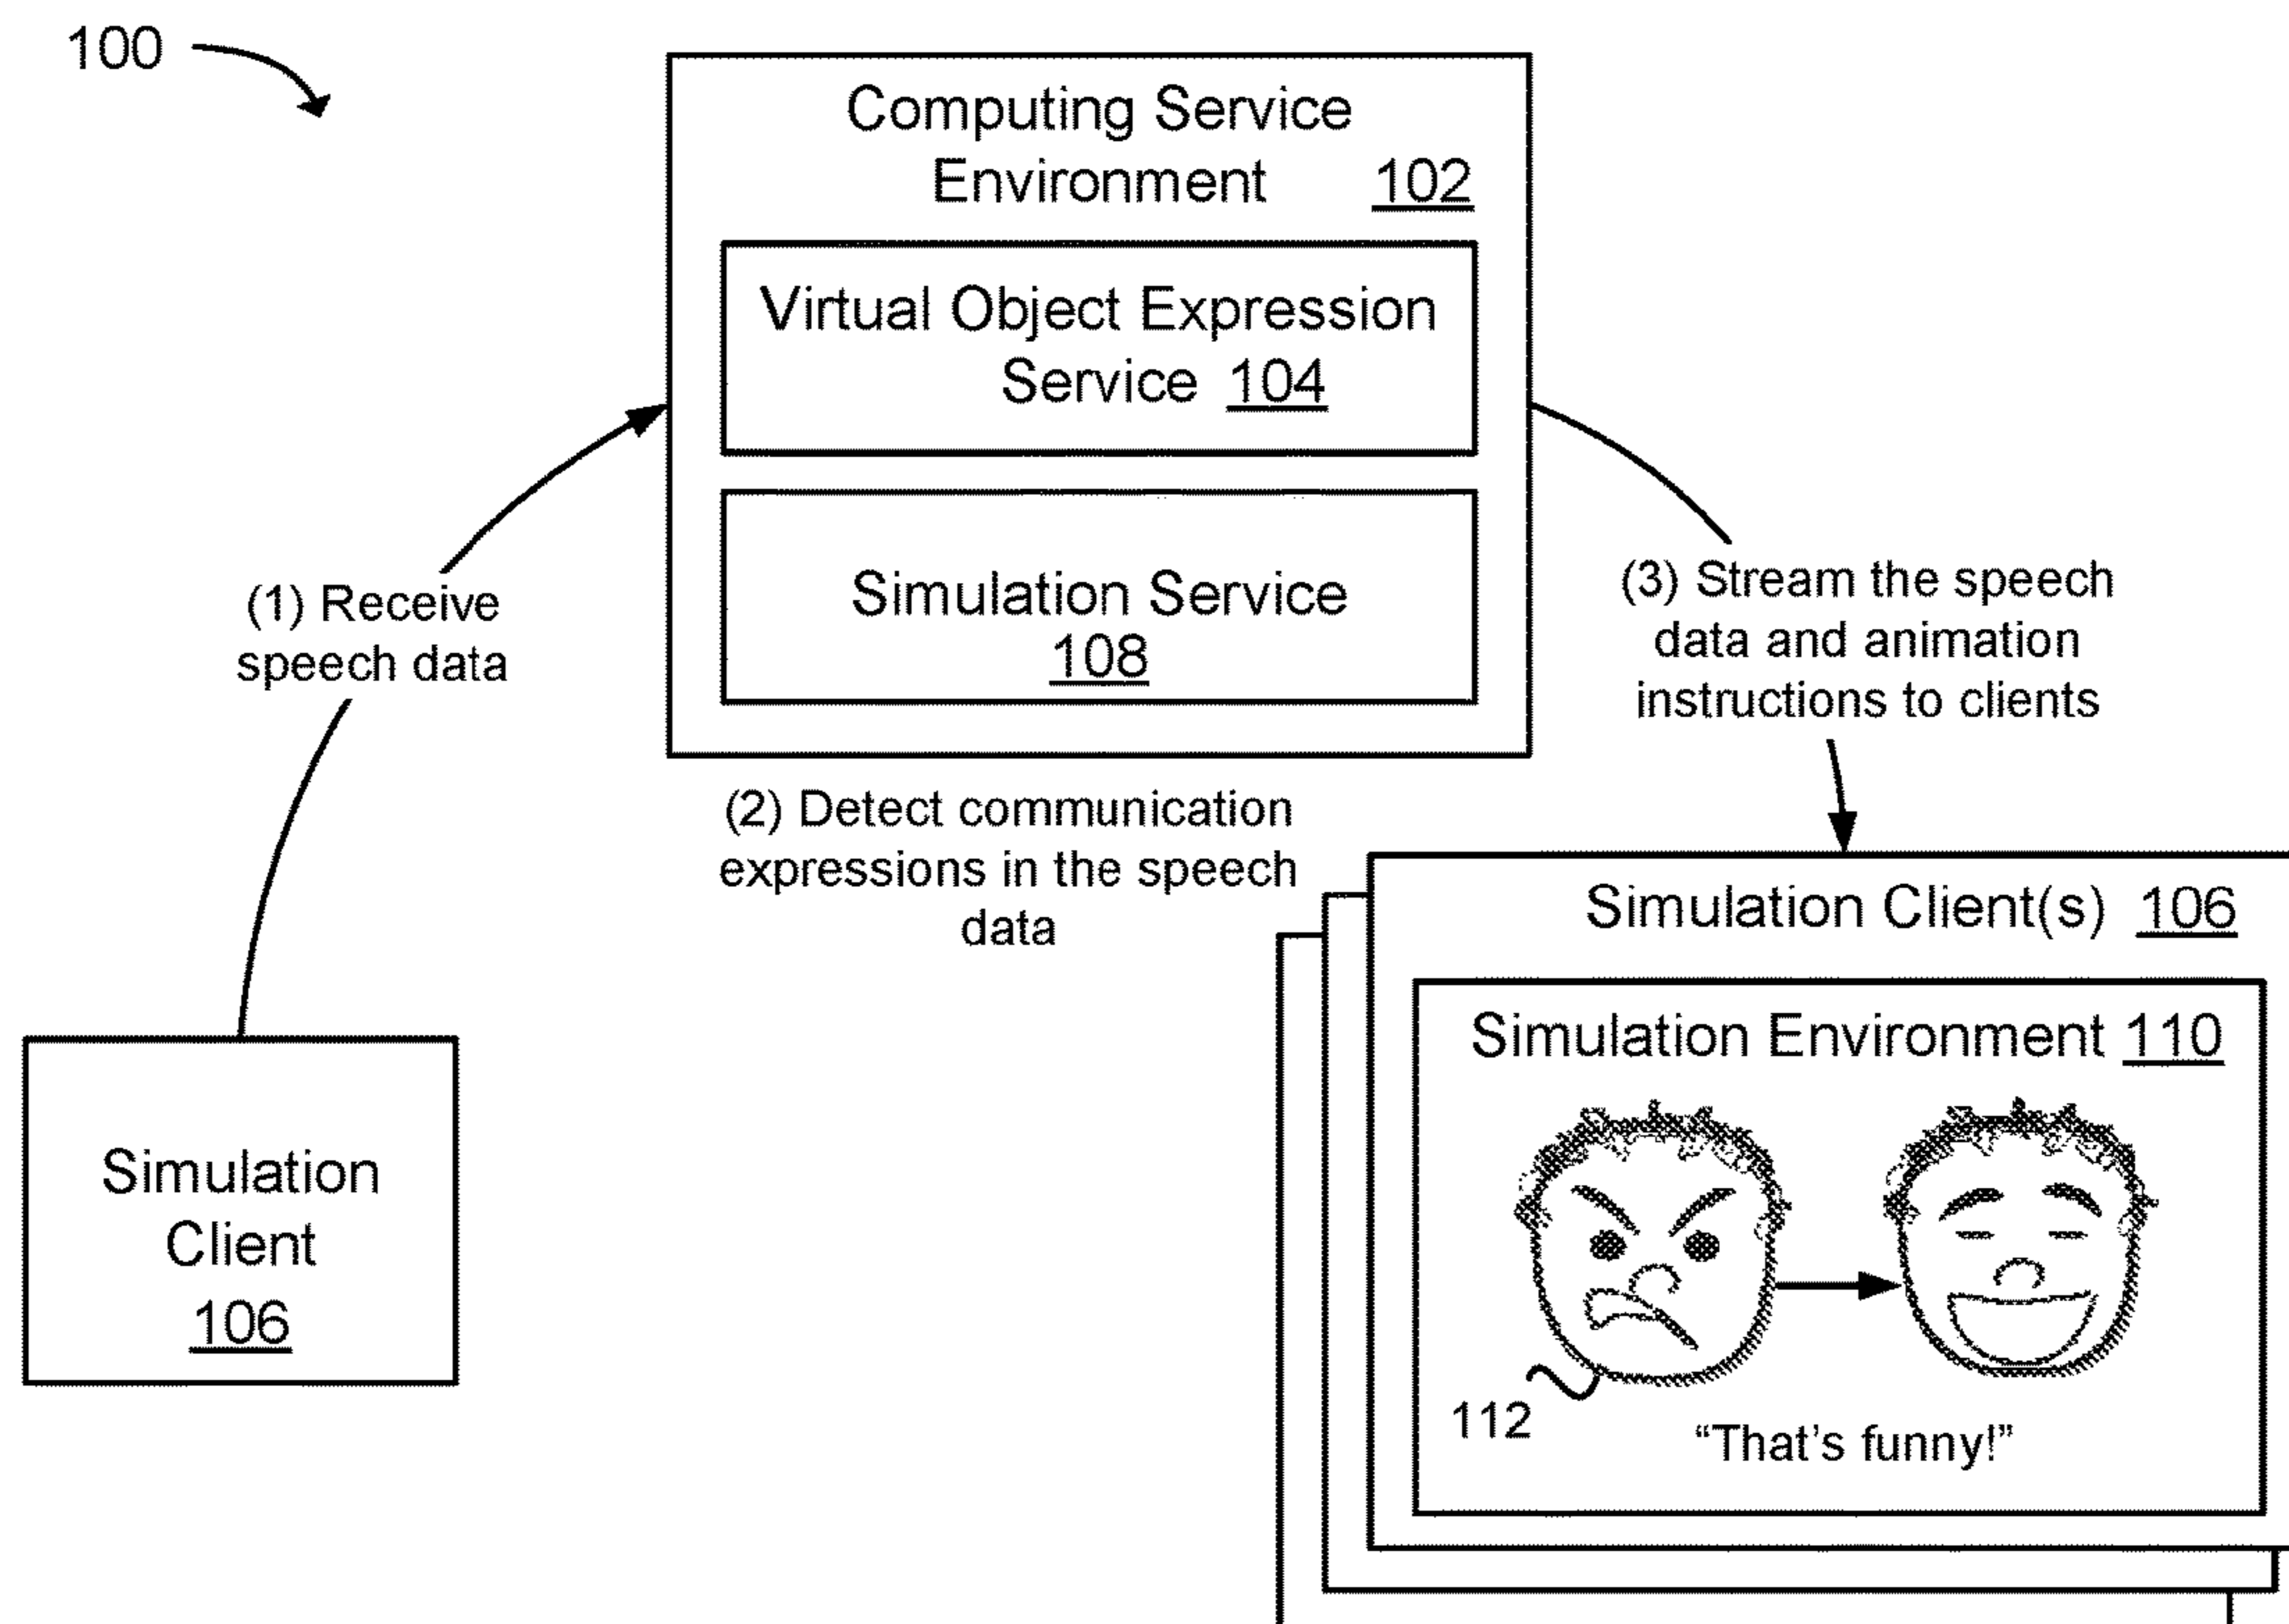 100
Computing Service
Environment 102
Virtual Object Expression
Service 104
Simulation Service
108
(1) Receive
speech data
(2) Detect communication
expressions in the speech
data
(3) Stream the speech
data and animation
instructions to clients
Simulation
Client
106
Simulation Client(s) 106
Simulation Environment 110
112
“That's funny!”